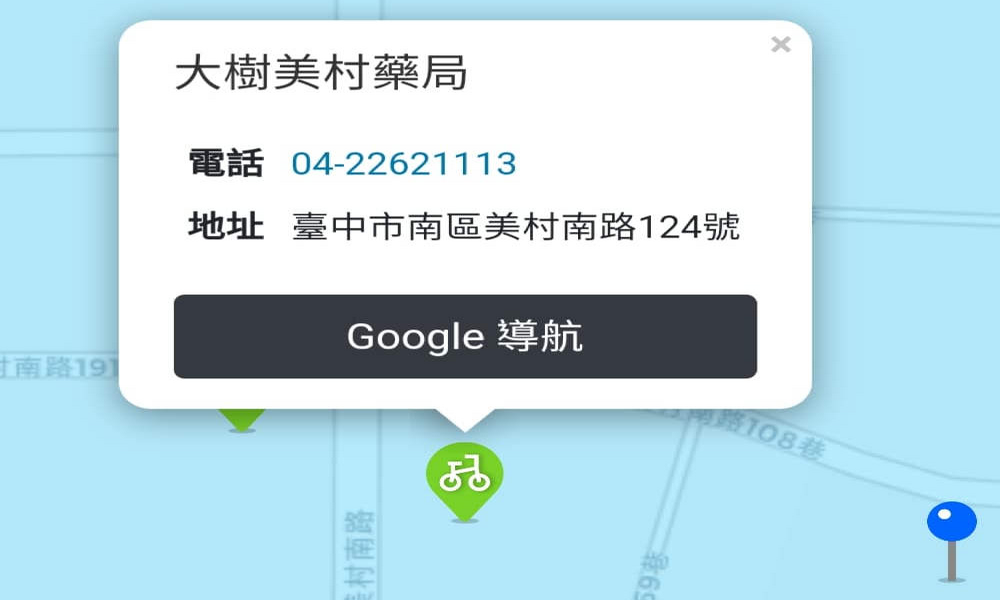 大樹美村藥局
電話 04-22621113
地址 臺中市南區美村南路124號
Google 導航
村南路191
村南路108巷
美村南路
59巷